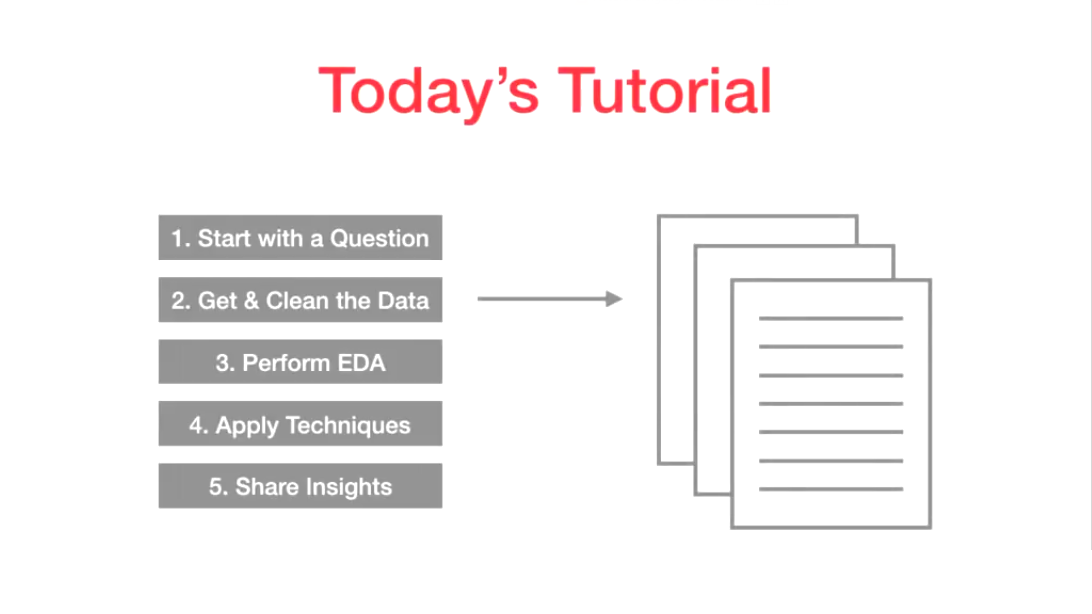 Today’s Tutorial
1. Start with a Question
2. Get & Clean the Data
3. Perform EDA
4. Apply Techniques
5. Share Insights